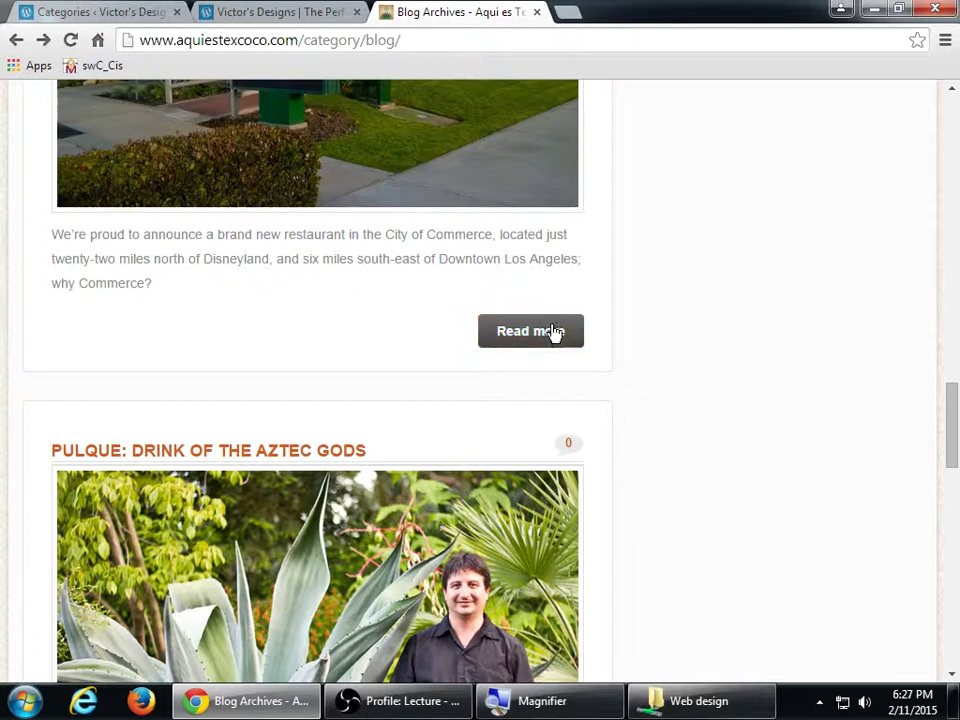 Categories ‹ Victor's Desig
Victor's Designs | The Perf
Blog Archives - Aqui es Te
www.aquiestexcoco.com/category/blog/
Apps
swC_Cis
We're proud to announce a brand new restaurant in the City of Commerce, located just
twenty-two miles north of Disneyland, and six miles south-east of Downtown Los Angeles;
why Commerce?
Read more
0
PULQUE: DRINK OF THE AZTEC GODS
Blog Archives - A...
Profile: Lecture - ...
Magnifier
Web design
6:27 PM
2/11/2015